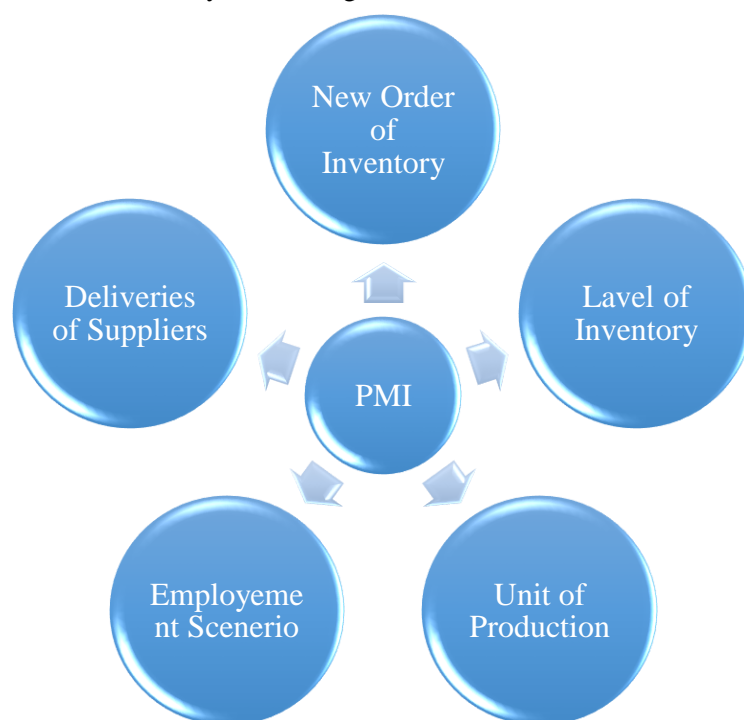 New Order
of
Inventory
Deliveries
of Suppliers
Lavel of
Inventory
PMI
Employeme
nt Scenerio
Unit of
Production